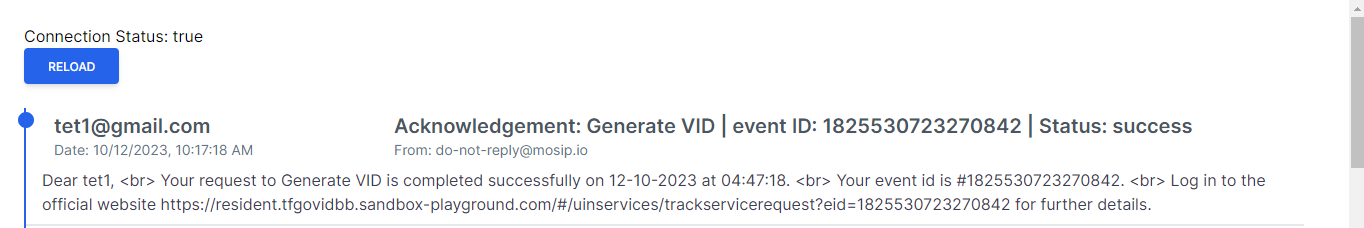 Connection Status: true
RELOAD
tet1@gmail.com
Acknowledgement: Generate VID | event ID: 1825530723270842 | Status: success
Date: 10/12/2023, 10:17:18 AM
From: do-not-reply@mosip.io
Dear tet1, <br> Your request to Generate VID is completed successfully on 12-10-2023 at 04:47:18. <br> Your event id is #1825530723270842. <br> Log in to the
official website https://resident.tfgovidbb.sandbox-playground.com/#/uinservices/trackservicerequest?eid=1825530723270842 for further details.